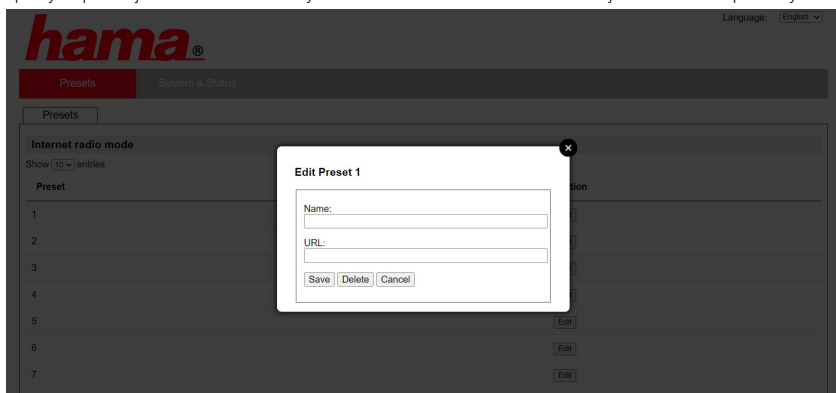 Language: English
hama®
Presets System & Status
Presets
Internet radio mode
Show 10 entries
Preset
Edit Preset 1
Name:
URL:
Save Delete Cancel
1
2
3
4
5 Edit
6 Edit
7 Edit